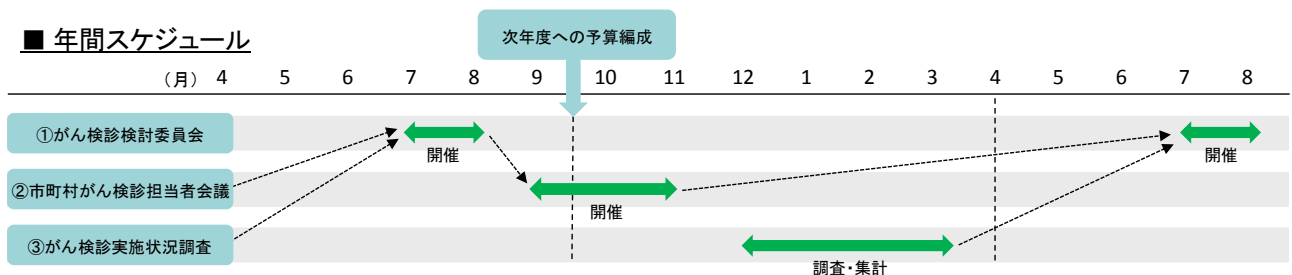 ■ 年間スケジュール
次年度への予算編成
（月） 4 5 6 7 8 9 10 11 12 1 2 3 4 5 6 7 8
①がん検診検討委員会
開催
開催
②市町村がん検診担当者会議
開催
③がん検診実施状況調査
調査・集計